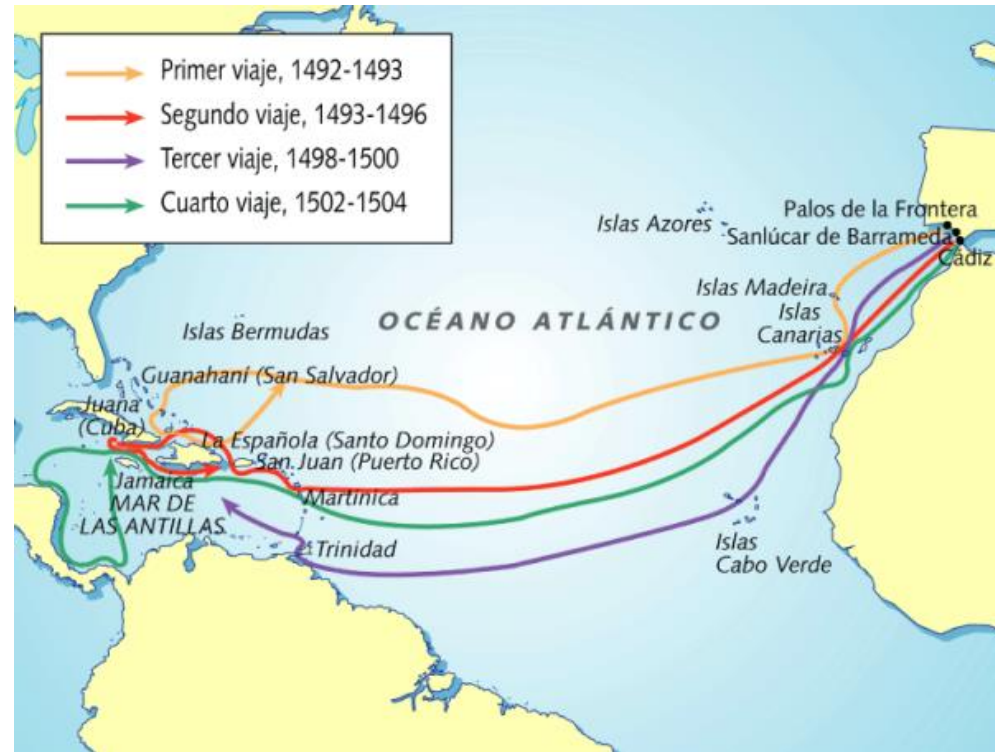 Primer viaje, 1492-1493
Segundo viaje, 1493-1496
Tercer viaje, 1498-1500
Cuarto viaje, 1502-1504
Palos de la Frontera
Islas Azores
Sanlúcar de Barrameda
Cádiz
Islas Madeira
Islas
Canarias
OCÉANO ATLÁNTICO
Islas Bermudas
Guanahaní (San Salvador)
Juana
(Cuba)
La Española (Santo Domingo)
San Juan (Puerto Rico)
Jamaica
Martinica
MAR DE
LAS ANTILLAS
Trinidad
Islas
Cabo Verde